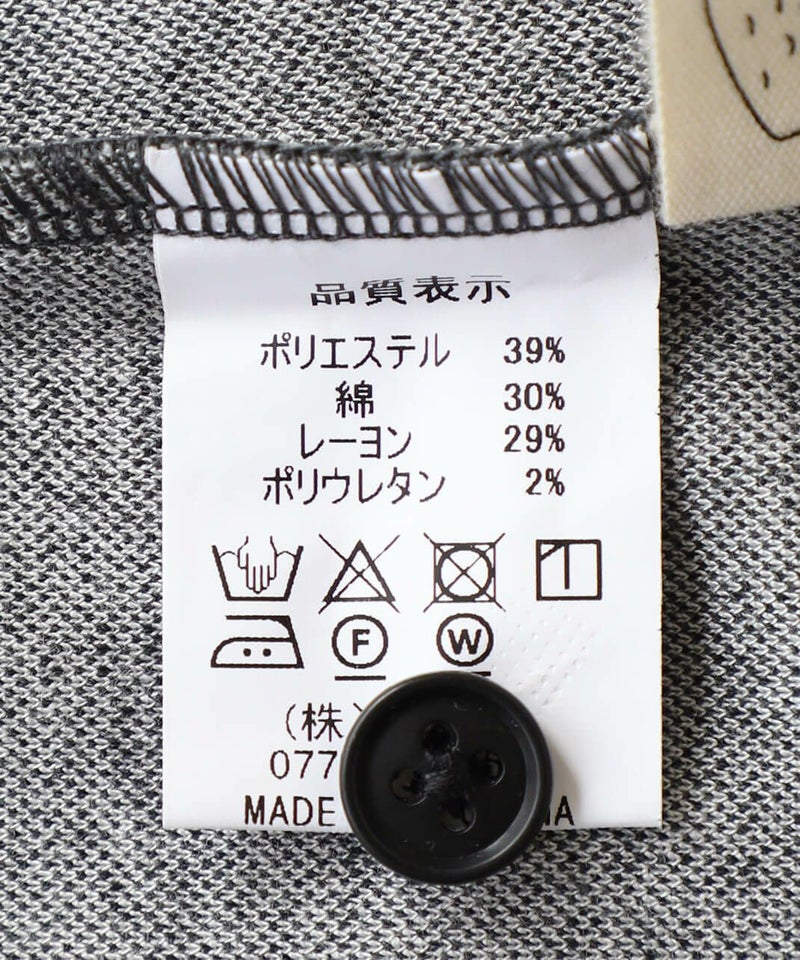 品質表示
ポリエステル 39%
綿 30%
レーヨン 29%
ポリウレタン 2%
F W
(株)
077
MADE